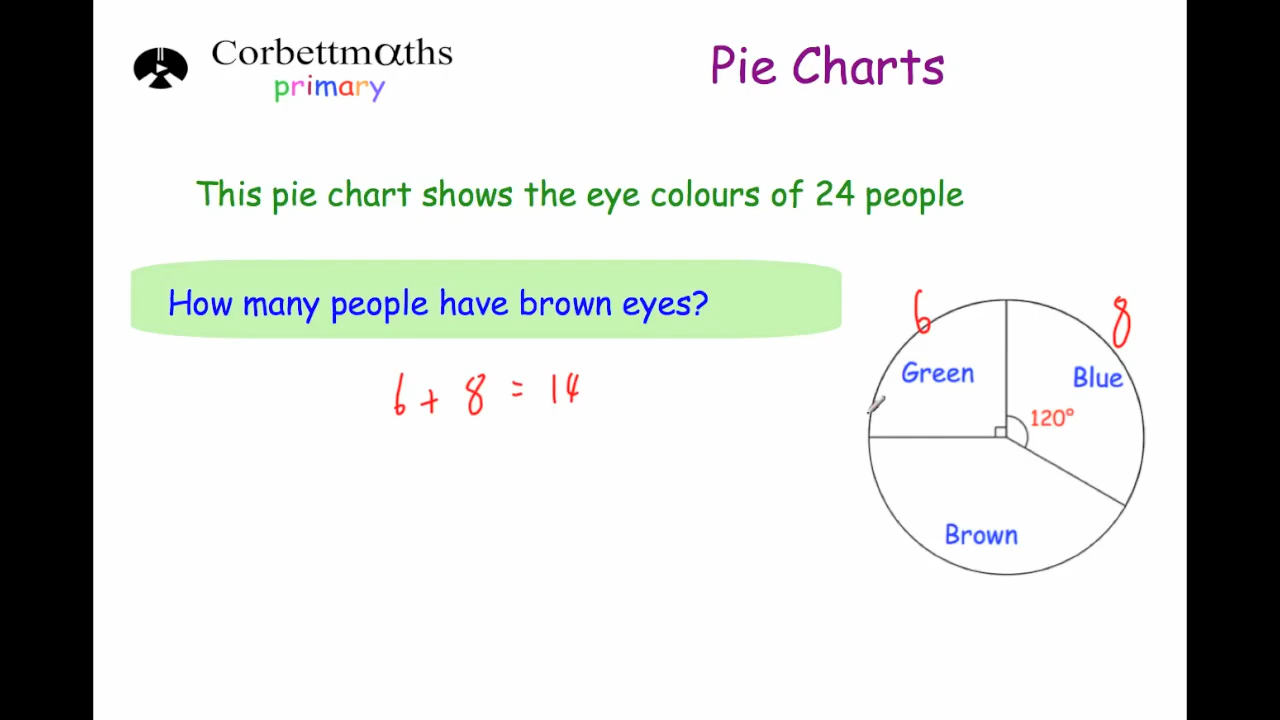 Corbettmαths
primary
Pie Charts
This pie chart shows the eye colours of 24 people
How many people have brown eyes?
6 + 8 = 14
6
8
Green
Blue
120°
Brown